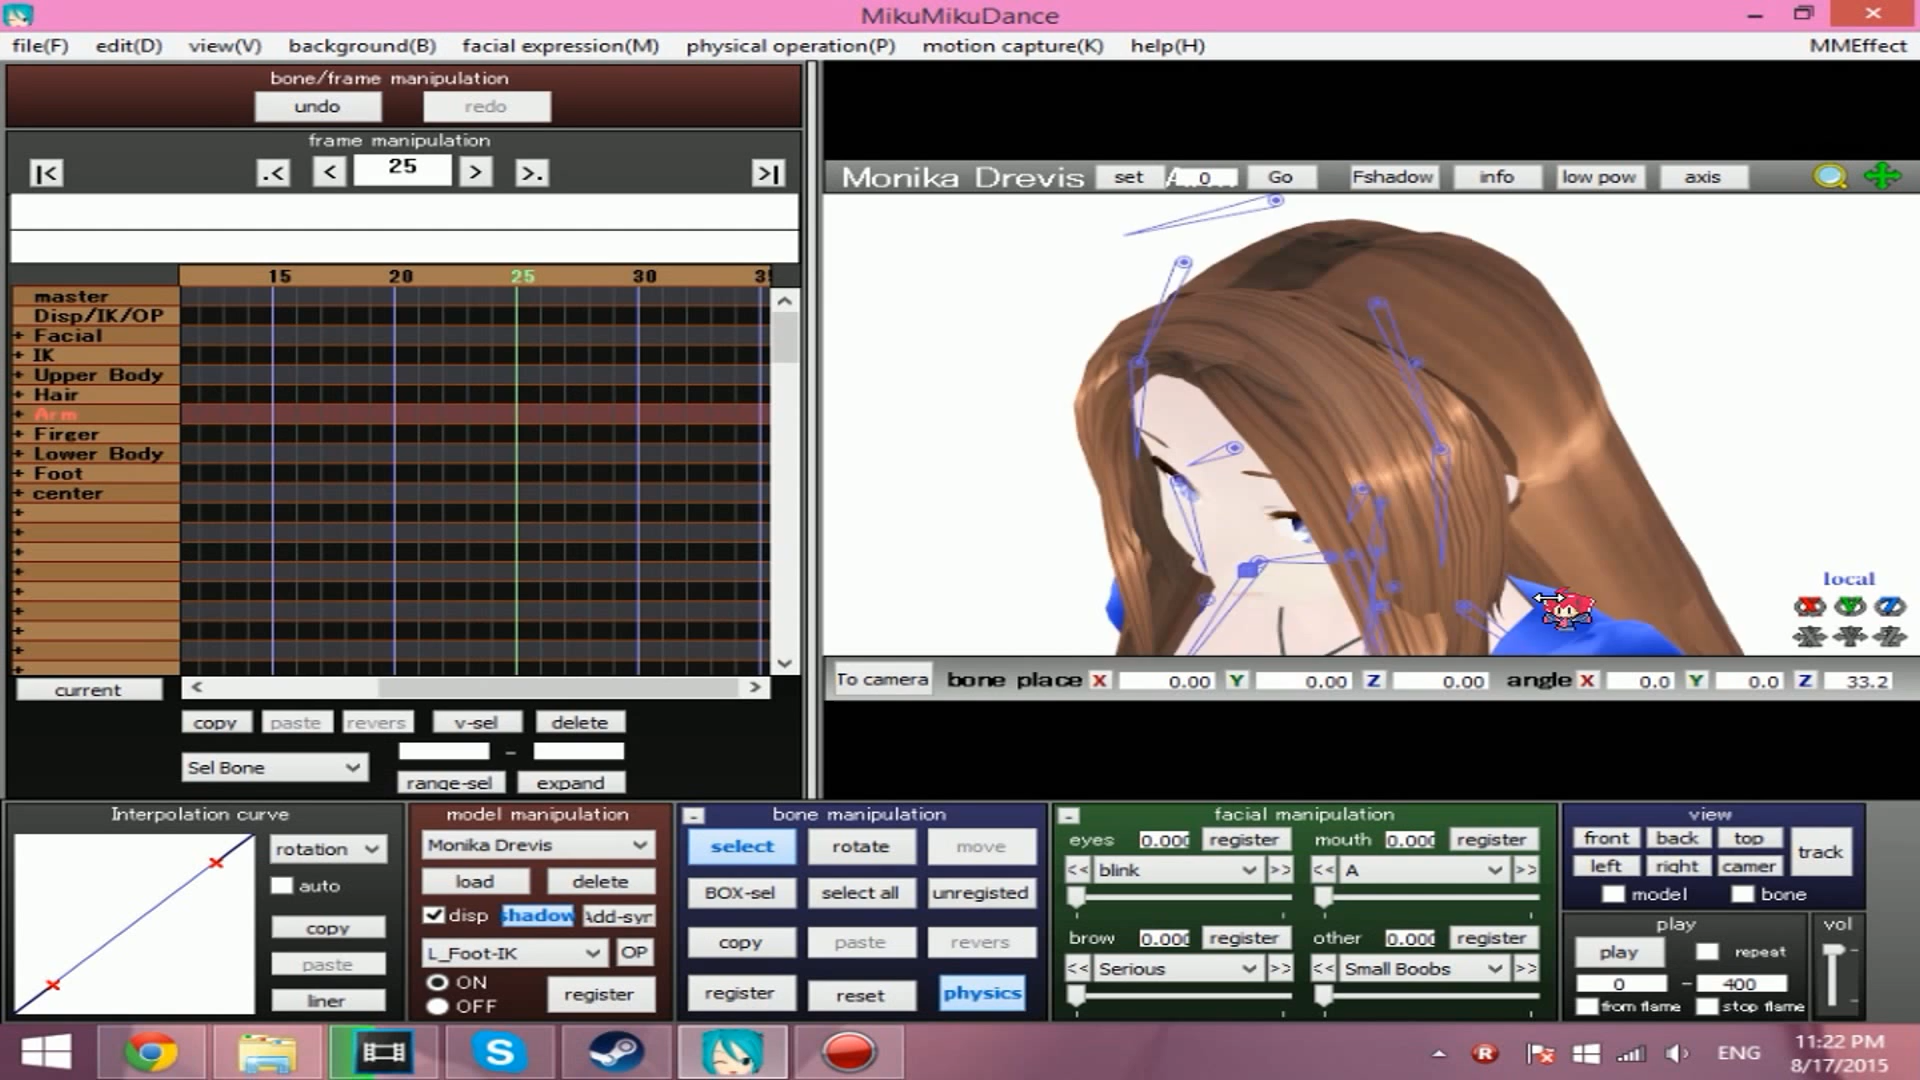 MikuMikuDance
file(F) edit(D) view(V) background(B) facial expression(M) physical operation(P) motion capture(K) help(H) MMEffect
bone/frame manipulation
undo redo
frame manipulation
|< .< < 25 > >. >|
Monika Drevis set 0 Go Fshadow info low pow axis
15 20 25 30
master
Disp/IK/OP
+ Facial
+ IK
+ Upper Body
+ Hair
+ Arm
+ Firger
+ Lower Body
+ Foot
+ center
local
X Y Z
To camera bone place X 0.00 Y 0.00 Z 0.00 angle X 0.0 Y 0.0 Z 33.2
current
copy paste revers v-sel delete
Sel Bone -
range-sel expand
Interpolation curve
rotation
auto
copy
paste
liner
model manipulation
Monika Drevis
load delete
disp shadow Add-syn
L_Foot-IK OP
ON
OFF
register
- bone manipulation
select rotate move
BOX-sel select all unregisted
copy paste revers
register reset physics
- facial manipulation
eyes 0.000 register mouth 0.000 register
<< blink >> << A >>
brow 0.000 register other 0.000 register
<< Serious >> << Small Boobs >>
view
front back top
left right camer track
model bone
play
play repeat
0 - 400
from flame stop flame
vol
ENG
11:22 PM
8/17/2015